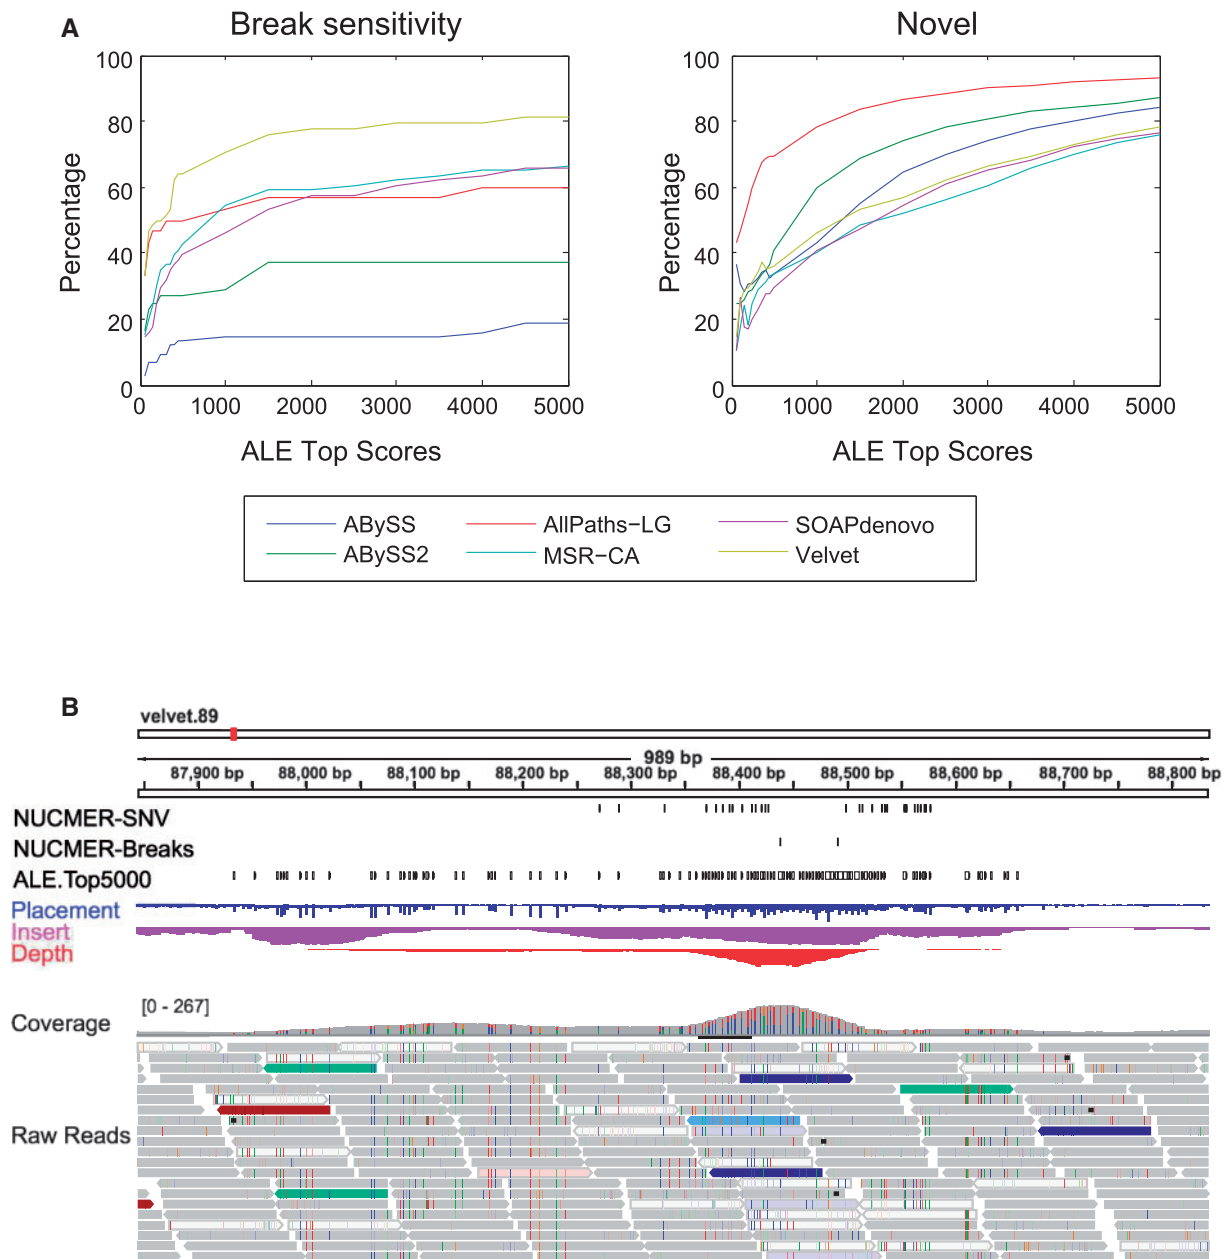 A
Break sensitivity
Novel
100
80
60
40
20
0
Percentage
0 1000 2000 3000 4000 5000
ALE Top Scores
100
80
60
40
20
0
Percentage
0 1000 2000 3000 4000 5000
ALE Top Scores
ABySS
AllPaths-LG
SOAPdenovo
ABySS2
MSR-CA
Velvet
B
velvet.89
989 bp
87,900 bp 88,000 bp 88,100 bp 88,200 bp 88,300 bp 88,400 bp 88,500 bp 88,600 bp 88,700 bp 88,800 bp
NUCMER-SNV
NUCMER-Breaks
ALE.Top5000
Placement
Insert
Depth
[0 - 267]
Coverage
Raw Reads